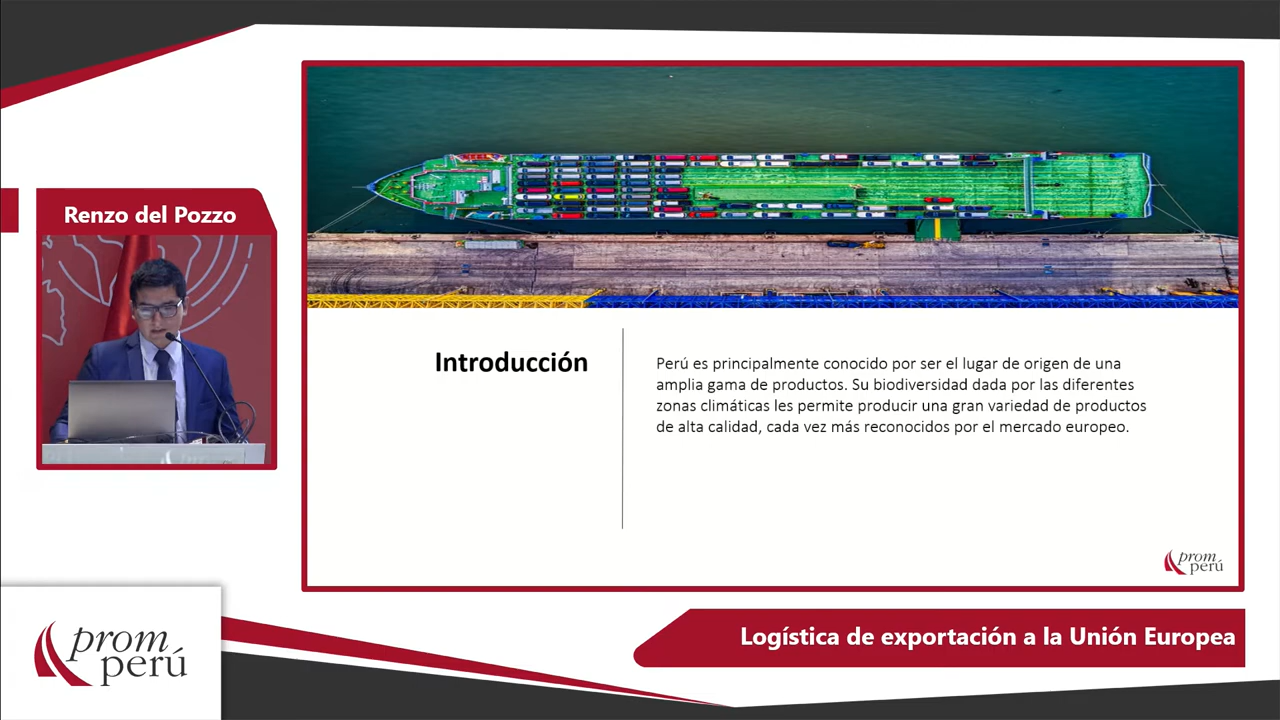 Renzo del Pozzo
Introducción
Perú es principalmente conocido por ser el lugar de origen de una
amplia gama de productos. Su biodiversidad dada por las diferentes
zonas climáticas les permite producir una gran variedad de productos
de alta calidad, cada vez más reconocidos por el mercado europeo.
prom
perú
Logística de exportación a la Unión Europea
prom
perú